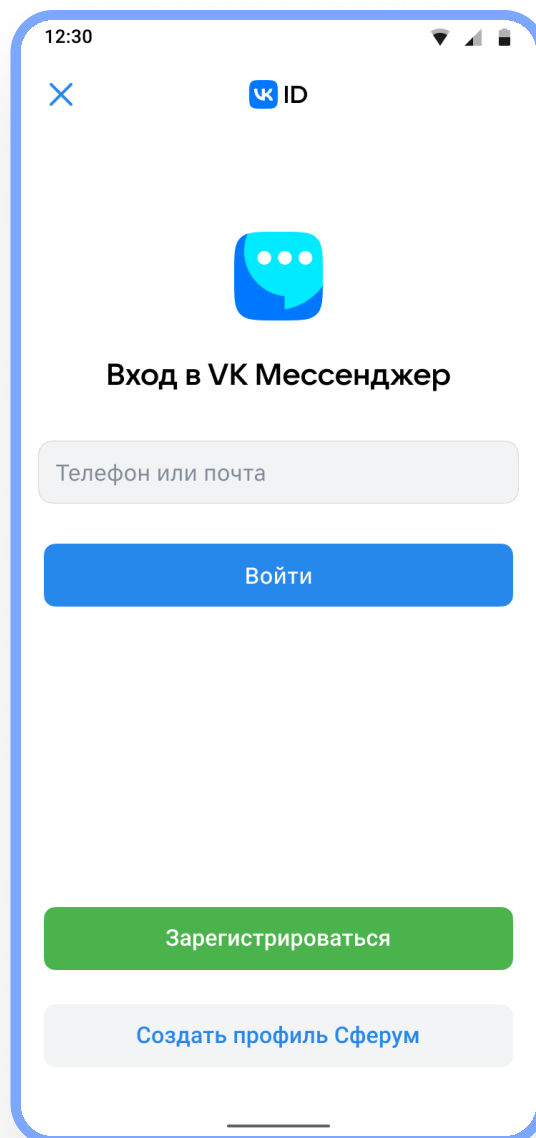 12:30
VK ID
Вход в VK Мессенджер
Телефон или почта
Войти
Зарегистрироваться
Создать профиль Сферум